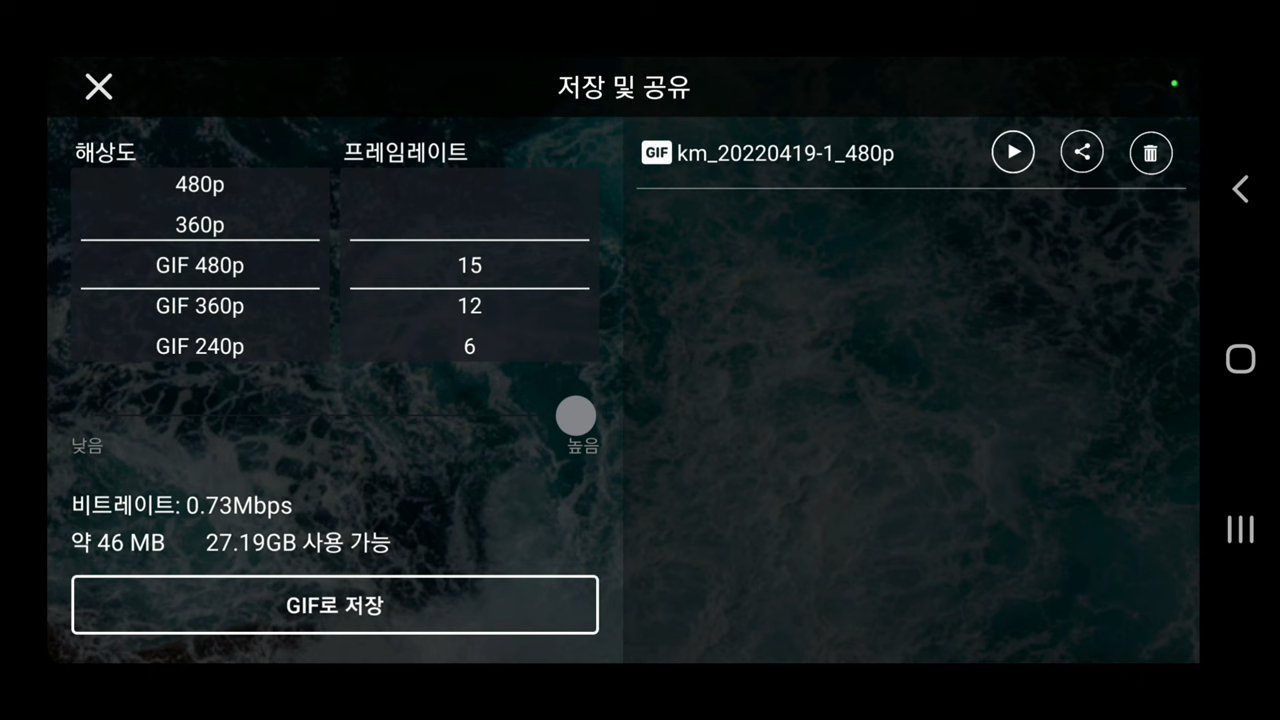 저장 및 공유
해상도
480p
360p
GIF 480p
GIF 360p
GIF 240p
프레임레이트
15
12
6
낮음
높음
비트레이트: 0.73Mbps
약 46 MB 27.19GB 사용 가능
GIF로 저장
GIF km_20220419-1_480p